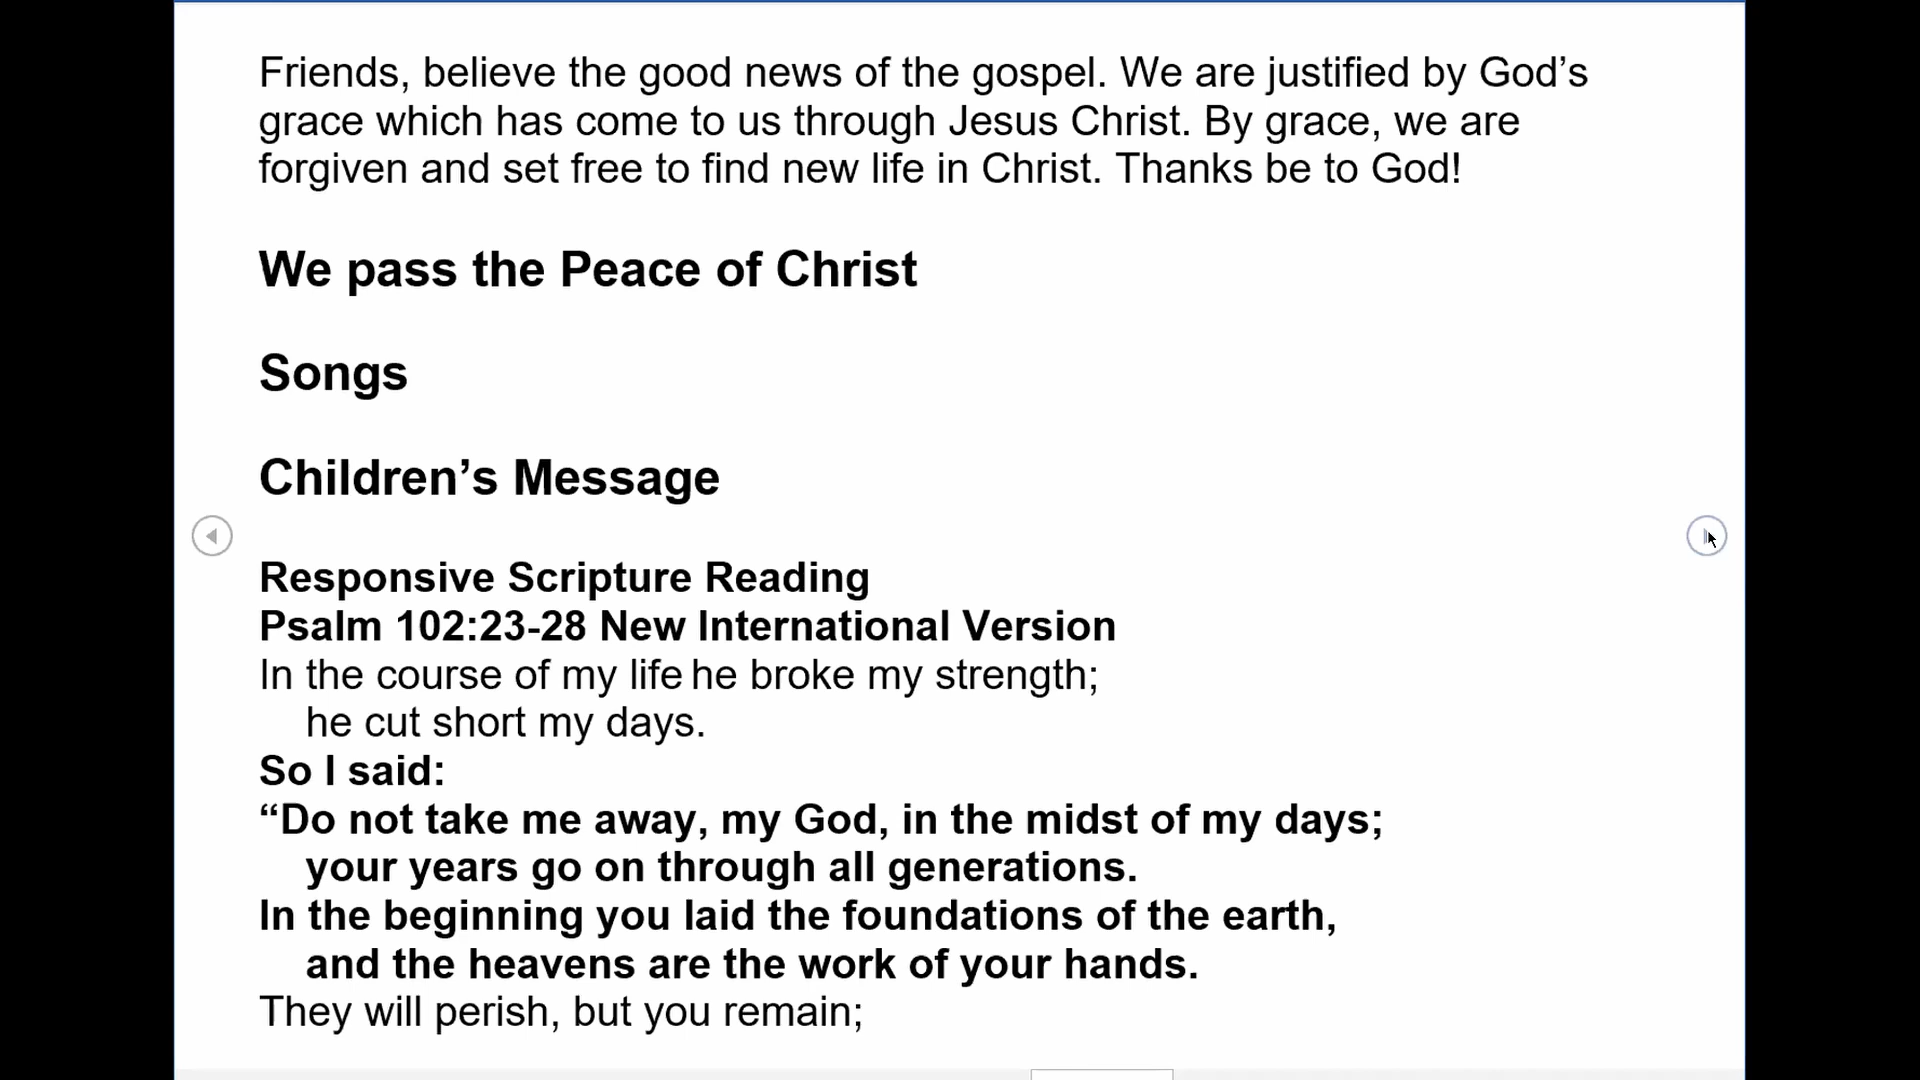 Friends, believe the good news of the gospel. We are justified by God’s
grace which has come to us through Jesus Christ. By grace, we are
forgiven and set free to find new life in Christ. Thanks be to God!
We pass the Peace of Christ
Songs
Children’s Message
Responsive Scripture Reading
Psalm 102:23-28 New International Version
In the course of my life he broke my strength;
he cut short my days.
So I said:
“Do not take me away, my God, in the midst of my days;
your years go on through all generations.
In the beginning you laid the foundations of the earth,
and the heavens are the work of your hands.
They will perish, but you remain;